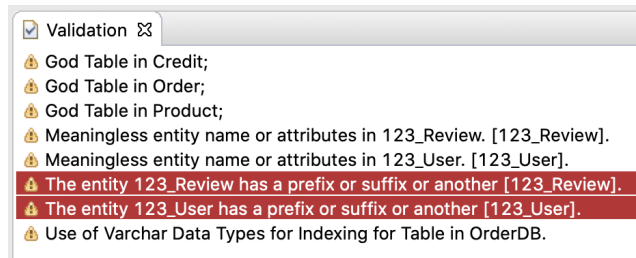 Validation
God Table in Credit;
God Table in Order;
God Table in Product;
Meaningless entity name or attributes in 123_Review. [123_Review].
Meaningless entity name or attributes in 123_User. [123_User].
The entity 123_Review has a prefix or suffix or another [123_Review].
The entity 123_User has a prefix or suffix or another [123_User].
Use of Varchar Data Types for Indexing for Table in OrderDB.